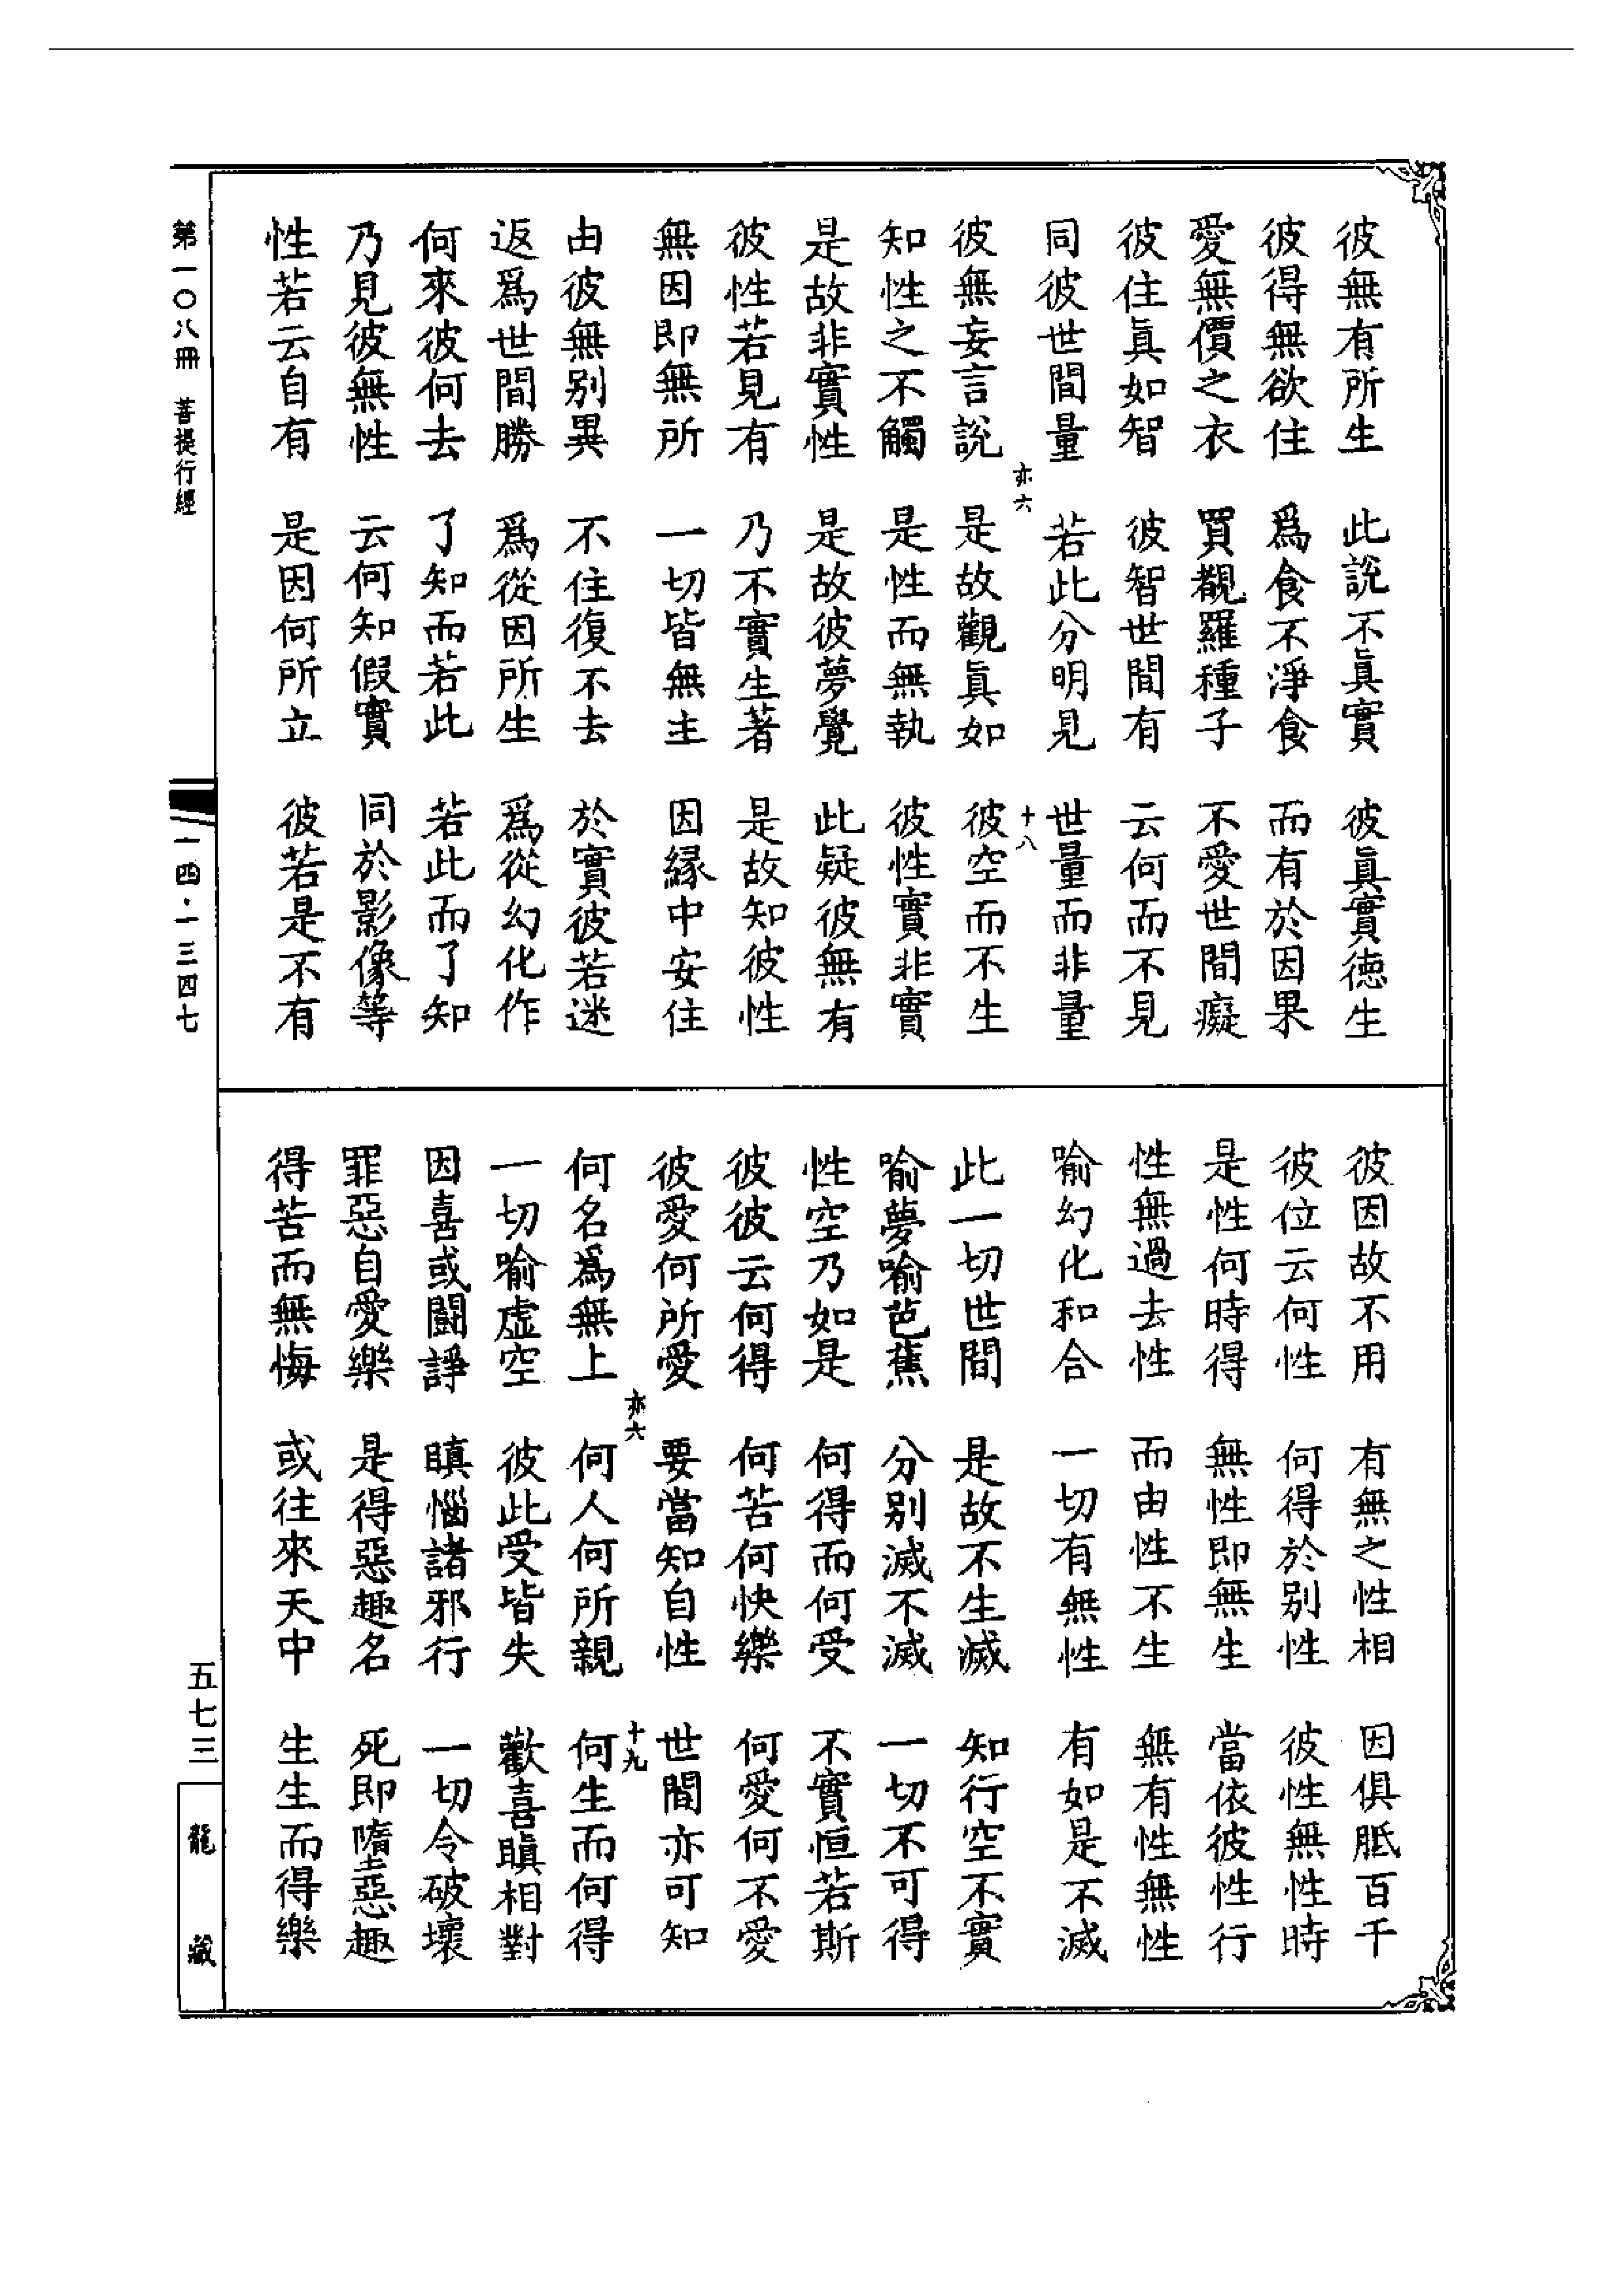 彼無有所生　此說不眞實　彼眞實徳生
彼得無欲住　爲食不淨食　而有於因果
愛無價之衣　買覩羅種子　不愛世間癡
彼住眞如智　彼智世間有　云何而不見
同彼世間量　若此分明見　世量而非量
亦六　十八
彼無妄言說　是故觀眞如　彼空而不生
知性之不觸　是性而無執　彼性實非實
是故非實性　是故彼夢覺　此疑彼無有
彼性若見有　乃不實生著　是故知彼性
無因即無所　一切皆無主　因緣中安住
由彼無别異　不住復不去　於實彼若迷
返爲世間勝　爲從因所生　爲從幻化作
何來彼何去　了知而若此　若此而了知
乃見彼無性　云何知假實　同於影像等
性若云自有　是因何所立　彼若是不有
彼因故不用　有無之性相　因俱胝百千
彼位云何性　何得於别性　彼性無性時
是性何時得　無性即無生　當依彼性行
性無過去性　而由性不生　無有性無性
喻幻化和合　一切有無性　有如是不滅
此一切世間　是故不生滅　知行空不實
喻夢喻芭蕉　分别滅不滅　一切不可得
性空乃如是　何得而何受　不實恒若斯
彼彼云何得　何苦何快樂　何愛何不愛
彼愛何所愛　要當知自性　世間亦可知
亦六　十九
何名爲無上　何人何所親　何生而何得
一切喻虛空　彼此受皆失　歡喜瞋相對
因喜或鬪諍　瞋惱諸邪行　一切令破壞
罪惡自愛樂　是得惡趣名　死即墮惡趣
得苦而無悔　或往來天中　生生而得樂
第一〇八冊　菩提行經
一四·一三四七
五七三
龍藏